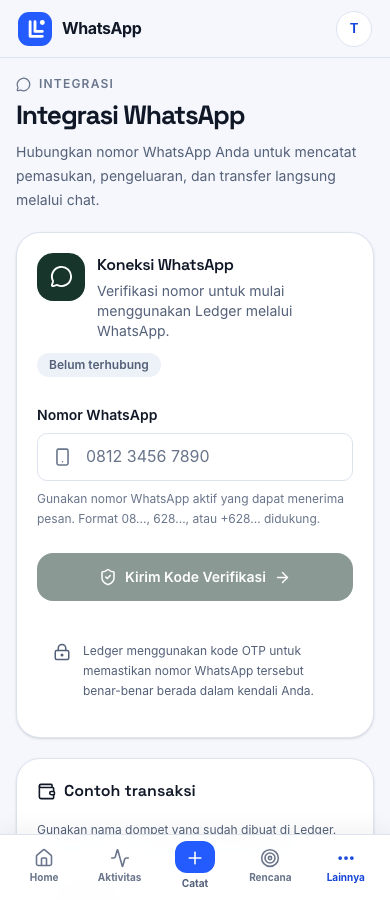 WhatsApp
T
INTEGRASI
Integrasi WhatsApp
Hubungkan nomor WhatsApp Anda untuk mencatat
pemasukan, pengeluaran, dan transfer langsung
melalui chat.
Koneksi WhatsApp
Verifikasi nomor untuk mulai
menggunakan Ledger melalui
WhatsApp.
Belum terhubung
Nomor WhatsApp
0812 3456 7890
Gunakan nomor WhatsApp aktif yang dapat menerima
pesan. Format 08..., 628..., atau +628... didukung.
Kirim Kode Verifikasi
Ledger menggunakan kode OTP untuk
memastikan nomor WhatsApp tersebut
benar-benar berada dalam kendali Anda.
Contoh transaksi
Gunakan nama dompet yang sudah dibuat di Ledger.
Home
Aktivitas
Catat
Rencana
Lainnya